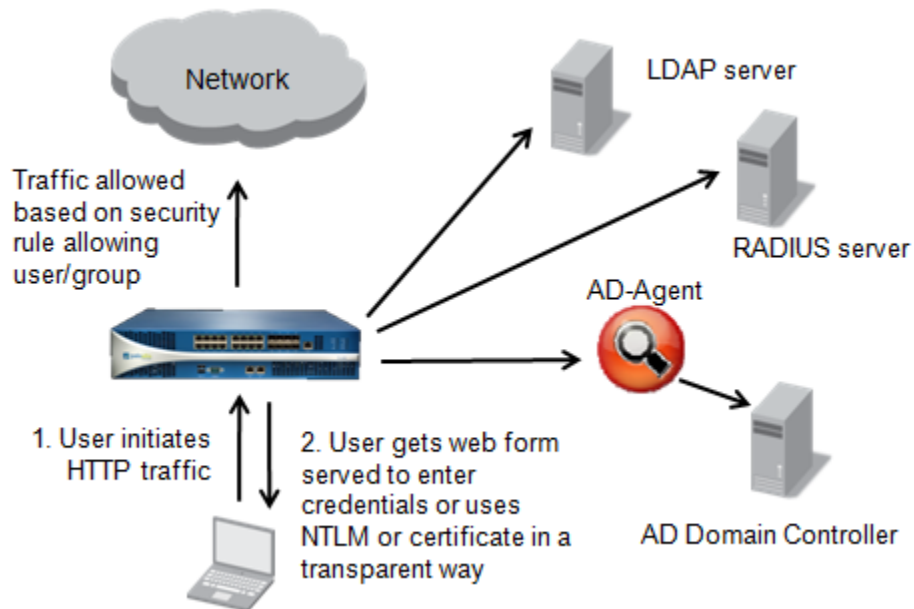 Network
LDAP server
Traffic allowed
based on security
rule allowing
user/group
RADIUS server
AD-Agent
1. User initiates
HTTP traffic
2. User gets web form
served to enter
credentials or uses
NTLM or certificate in a
transparent way
AD Domain Controller